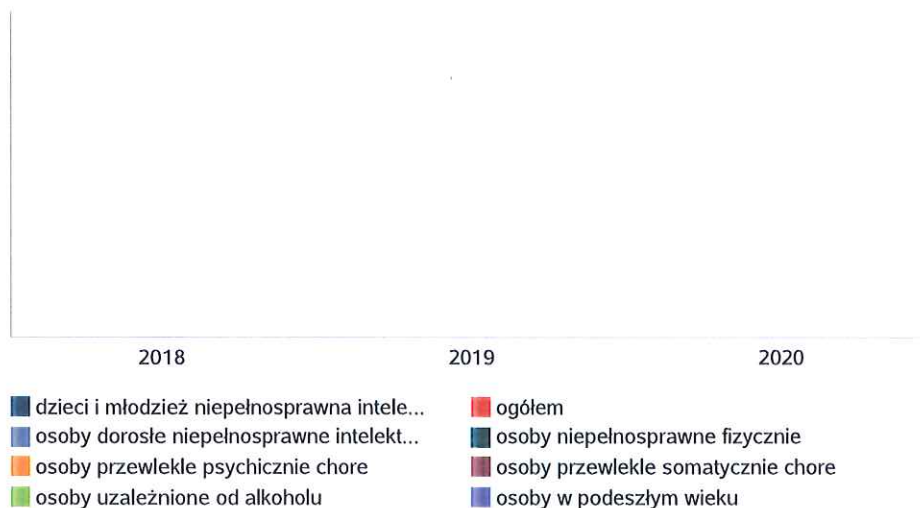 2018 2019 2020
dzieci i młodzież niepełnosprawna intele... ogółem
osoby dorosłe niepełnosprawne intelekt... osoby niepełnosprawne fizycznie
osoby przewlekle psychicznie chore osoby przewlekle somatycznie chore
osoby uzależnione od alkoholu osoby w podeszłym wieku